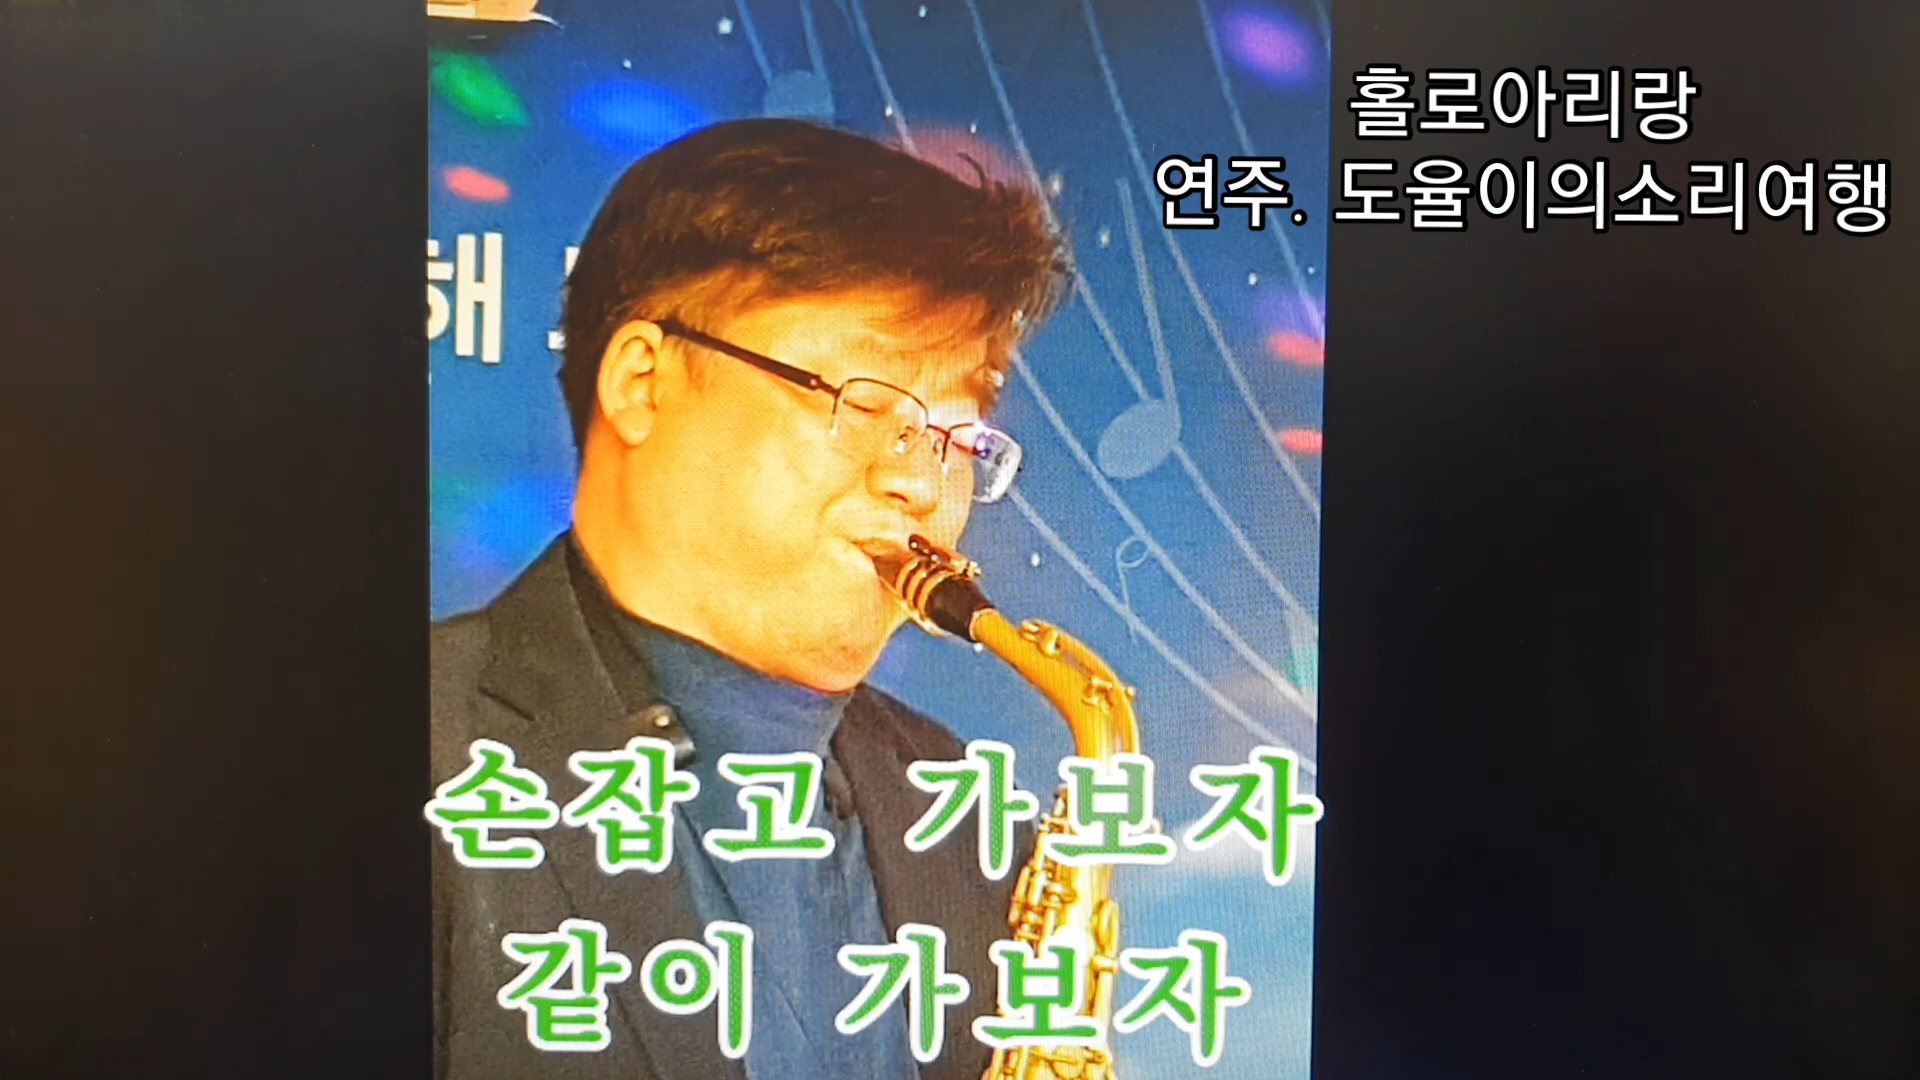 홀로아리랑
연주. 도율이의소리여행
해
손잡고 가보자
같이 가보자